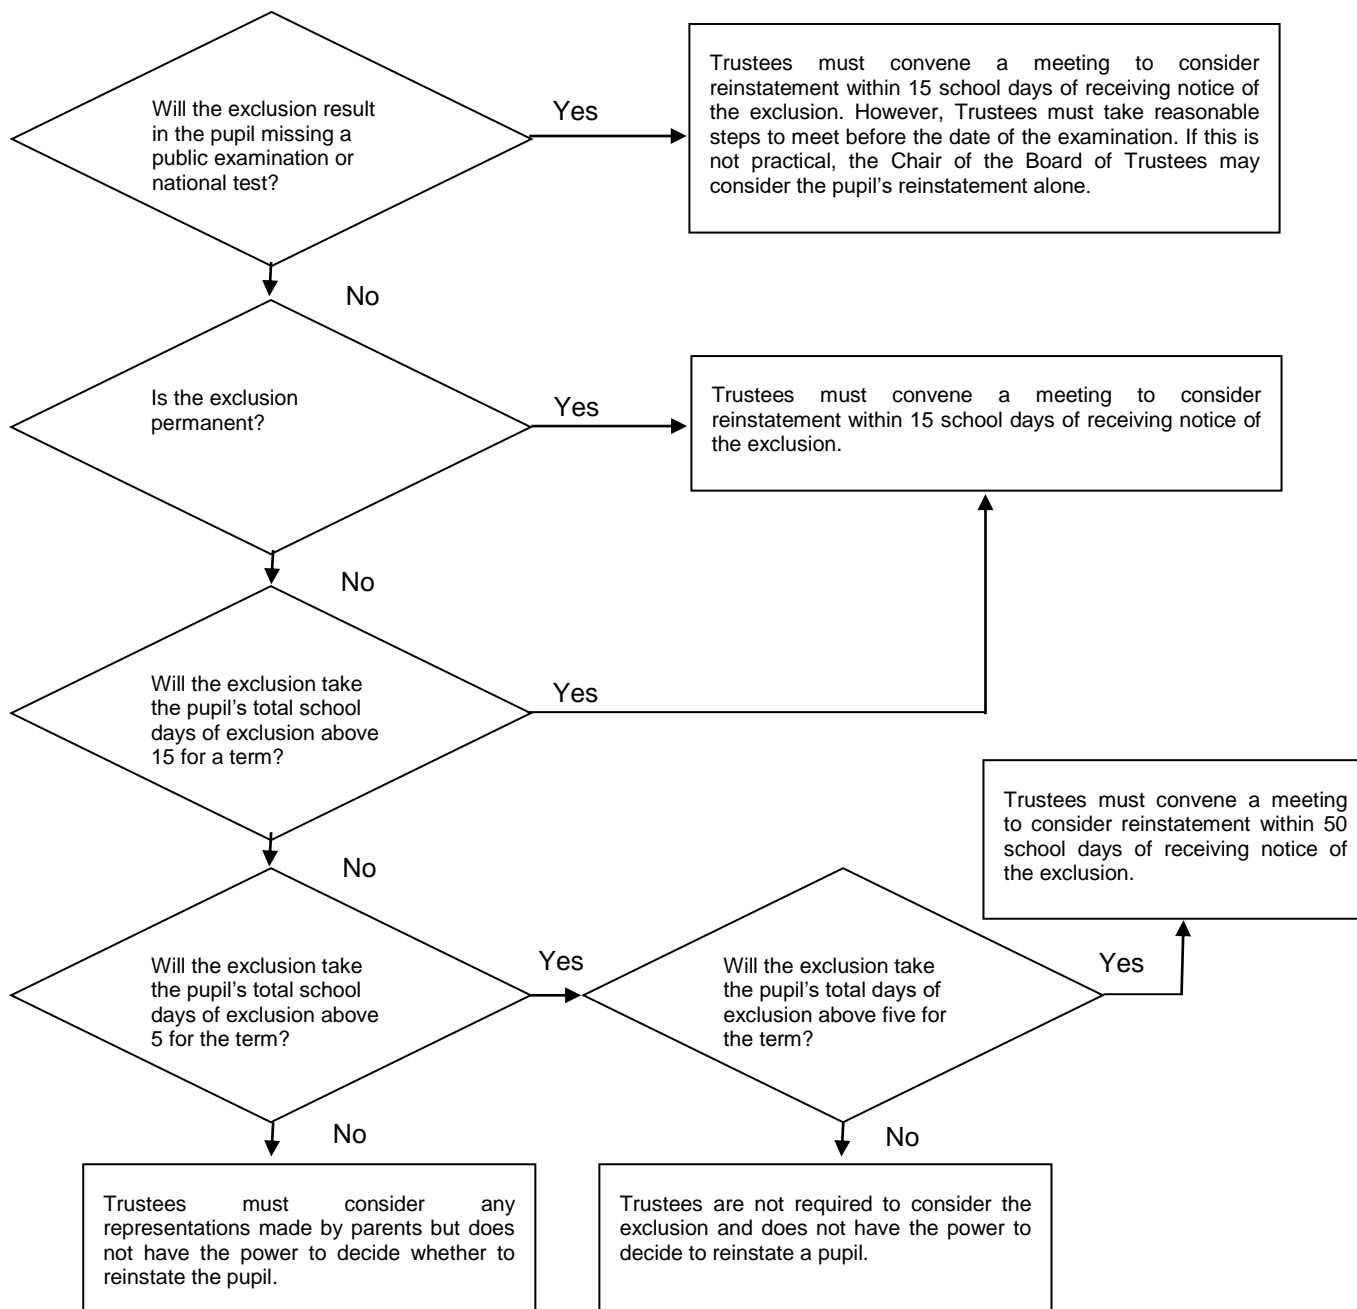 Will the exclusion result
in the pupil missing a
public examination or
national test?
Yes
Trustees must convene a meeting to consider
reinstatement within 15 school days of receiving notice of
the exclusion. However, Trustees must take reasonable
steps to meet before the date of the examination. If this is
not practical, the Chair of the Board of Trustees may
consider the pupil’s reinstatement alone.
No
Is the exclusion
permanent?
Yes
Trustees must convene a meeting to consider
reinstatement within 15 school days of receiving notice of
the exclusion.
No
Will the exclusion take
the pupil’s total school
days of exclusion above
15 for a term?
Yes
Trustees must convene a meeting
to consider reinstatement within 50
school days of receiving notice of
the exclusion.
No
Will the exclusion take
the pupil’s total school
days of exclusion above
5 for the term?
Yes
Will the exclusion take
the pupil’s total days of
exclusion above five for
the term?
Yes
No
No
Trustees must consider any
representations made by parents but does
not have the power to decide whether to
reinstate the pupil.
Trustees are not required to consider the
exclusion and does not have the power to
decide to reinstate a pupil.